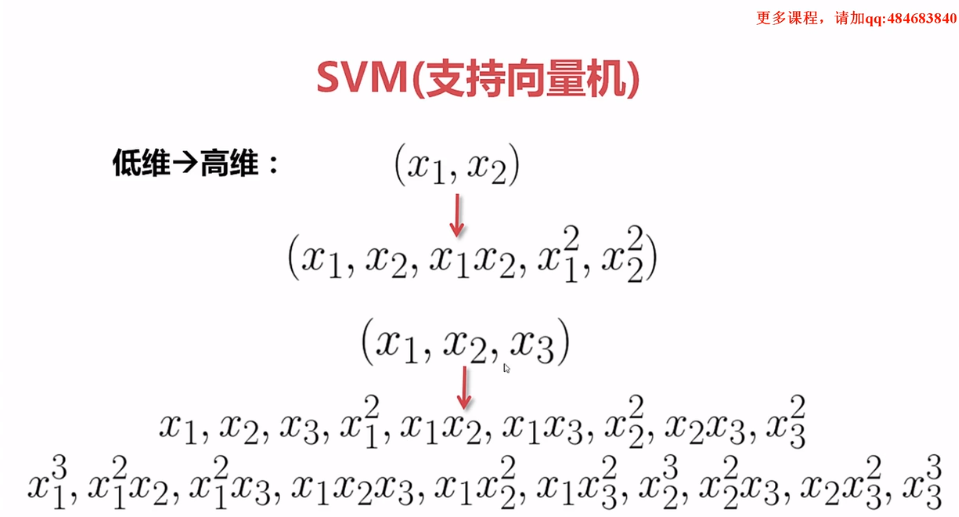 更多课程，请加qq:484683840
SVM(支持向量机)
低维→高维： (x₁, x₂)
(x₁, x₂, x₁x₂, x₁², x₂²)
(x₁, x₂, x₃)
x₁, x₂, x₃, x₁², x₁x₂, x₁x₃, x₂², x₂x₃, x₃²
x₁³, x₁²x₂, x₁²x₃, x₁x₂x₃, x₁x₂², x₁x₃², x₂³, x₂²x₃, x₂x₃², x₃³